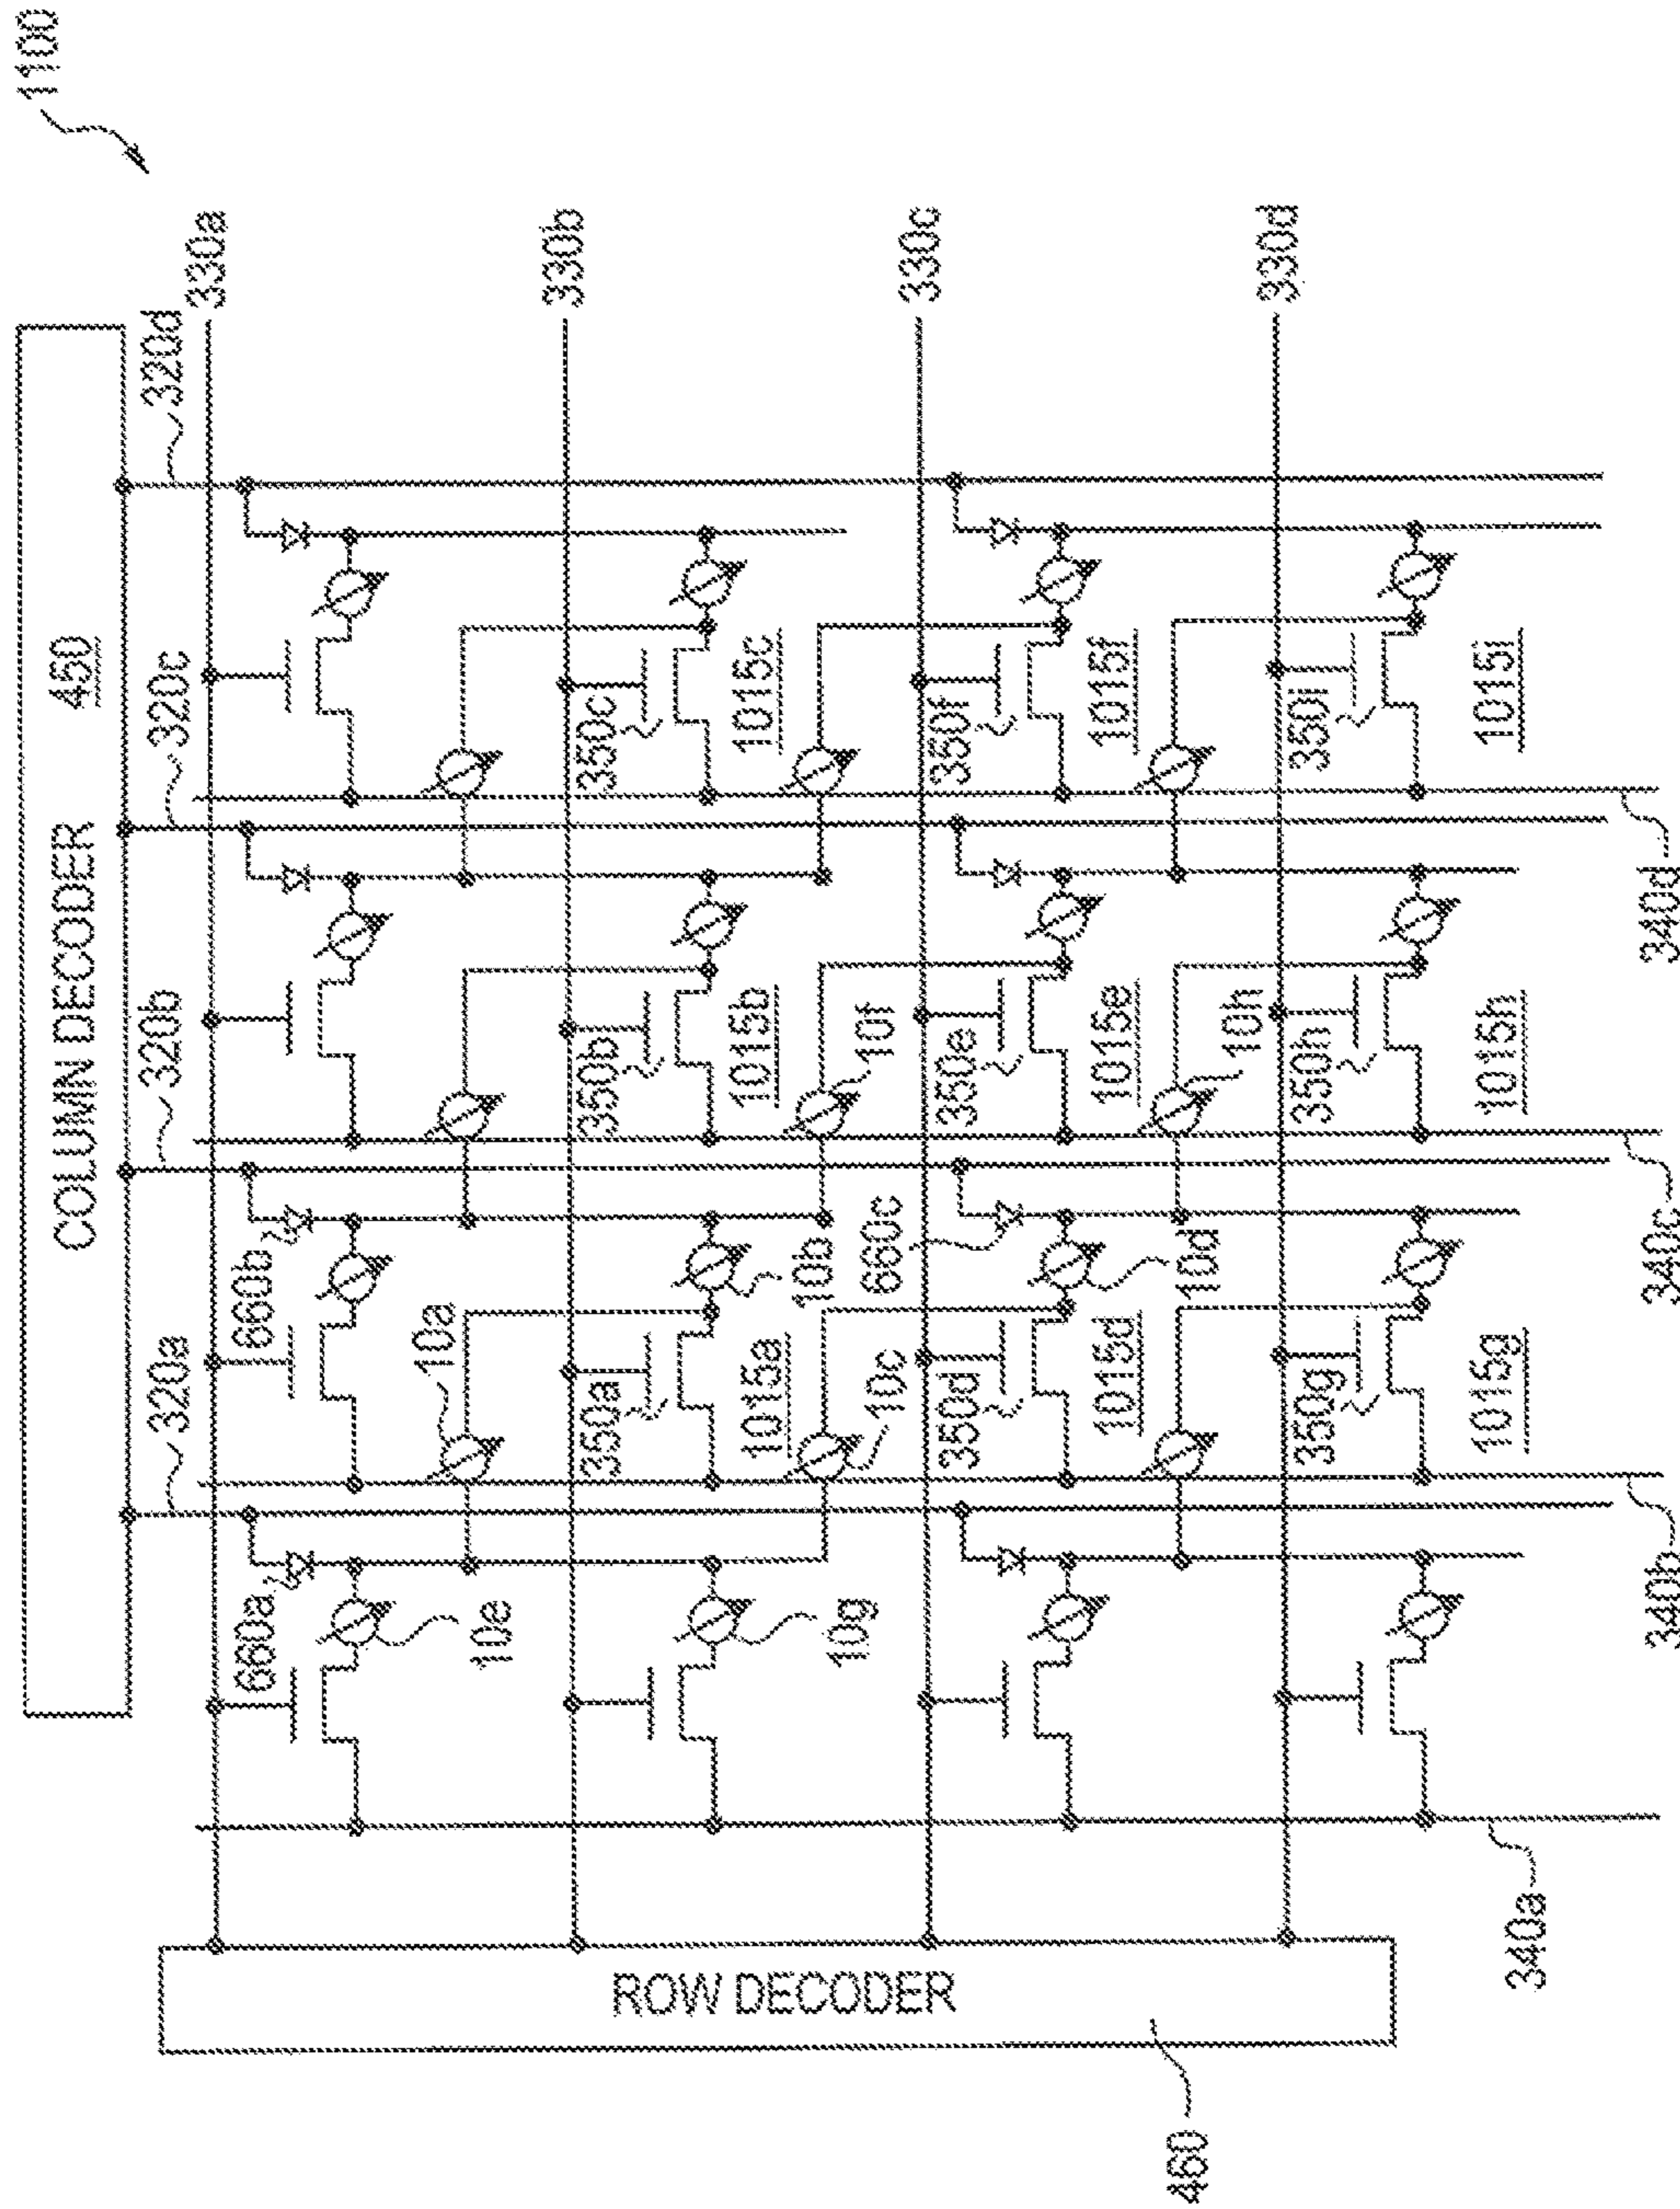 1100
COLUMN DECODER 450
320a
320b
320c
320d
330a
660a
660b
10e
10a
330b
350a
350b
350c
1015a
1015b
1015c
10g
10b
10c
10f
660c
330c
350d
350e
350f
1015d
1015e
1015f
10d
10h
330d
350g
350h
350i
1015g
1015h
1015i
340a
340b
340c
340d
ROW DECODER
460